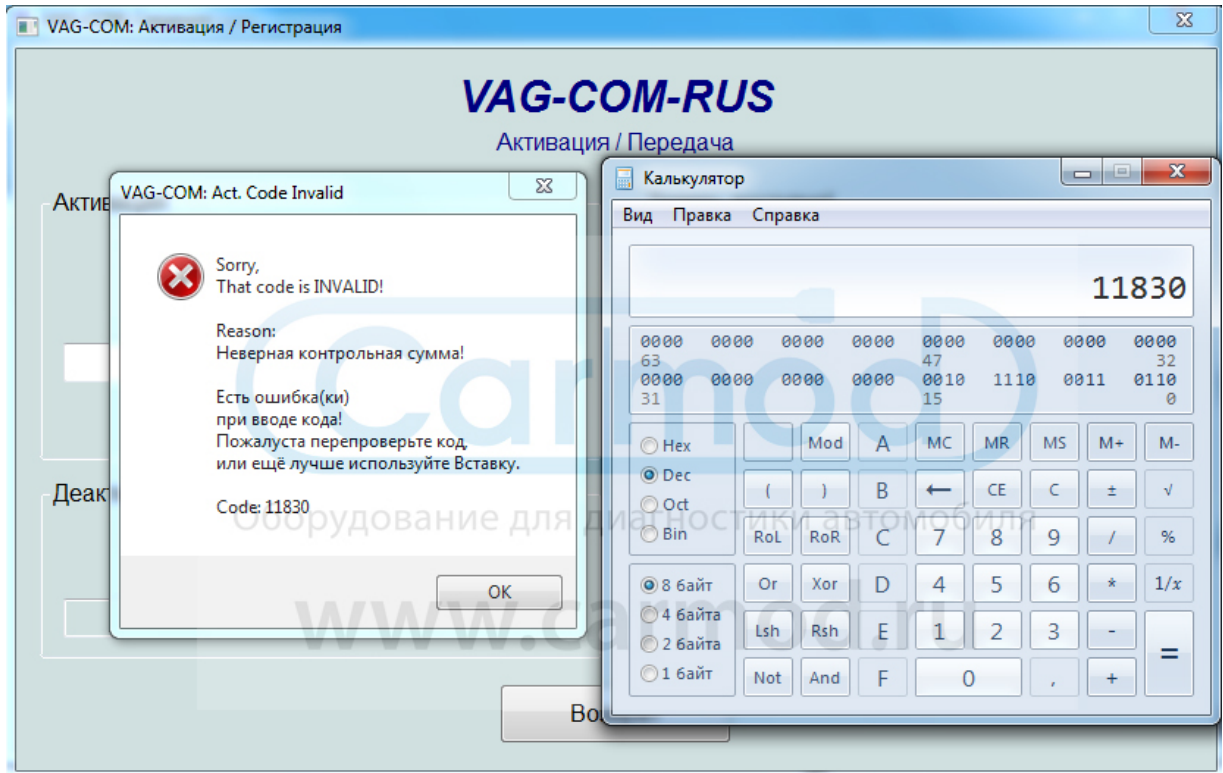 VAG-COM: Активация / Регистрация
VAG-COM-RUS
Активация / Передача
VAG-COM: Act. Code Invalid
Sorry,
That code is INVALID!
Reason:
Неверная контрольная сумма!
Есть ошибка(ки)
при вводе кода!
Пожалуста перепроверьте код,
или ещё лучше используйте Вставку.
Code: 11830
OK
Калькулятор
Вид Правка Справка
11830
0000 0000 0000 0000 0000 0000 0000 0000
63 47 32
0000 0000 0000 0000 0010 1110 0011 0110
31 15 0
Hex Mod A MC MR MS M+ M-
Dec ( ) B ← CE C ± √
Oct
Bin RoL RoR C 7 8 9 / %
8 байт Or Xor D 4 5 6 * 1/x
4 байта Lsh Rsh E 1 2 3 - =
2 байта
1 байт Not And F 0 , +
Carmod
Оборудование для диагностики автомобиля
www.carmod.ru